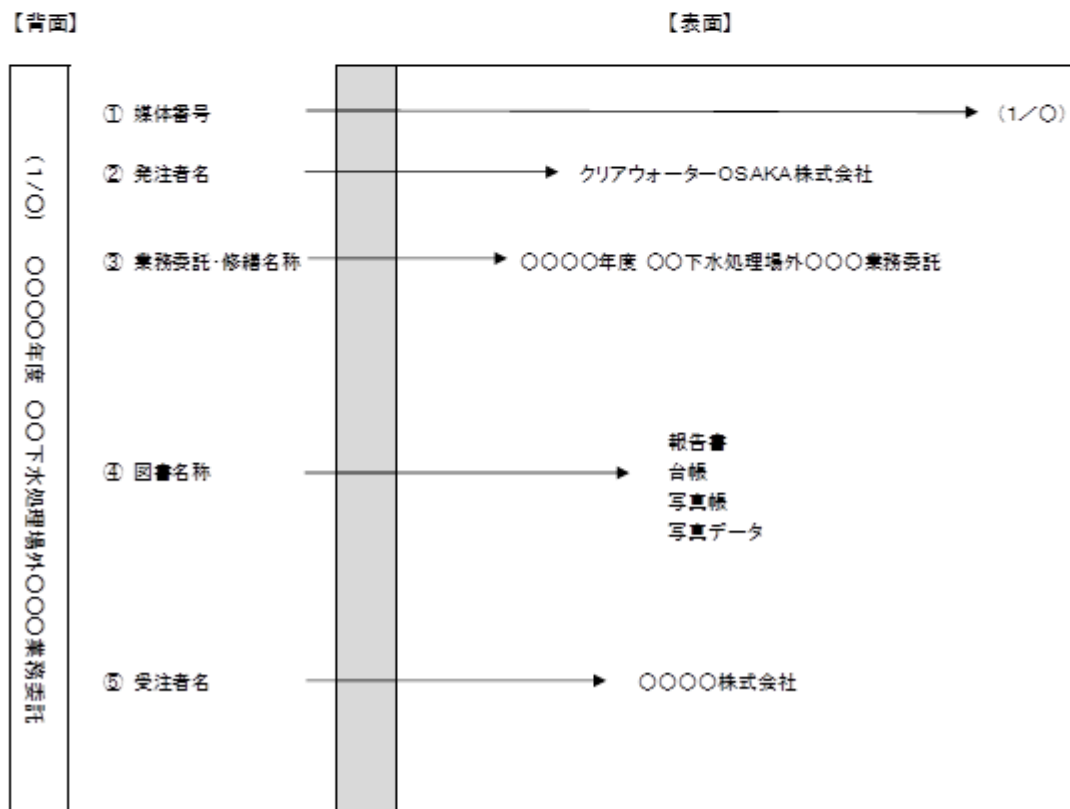 【背面】
【表面】
(1/○) ○○○○年度 ○○下水処理場外○○○業務委託
① 媒体番号
(1/○)
② 発注者名
クリアウォーターOSAKA株式会社
③ 業務委託・修繕名称
○○○○年度 ○○下水処理場外○○○業務委託
④ 図書名称
報告書
台帳
写真帳
写真データ
⑤ 受注者名
○○○○株式会社